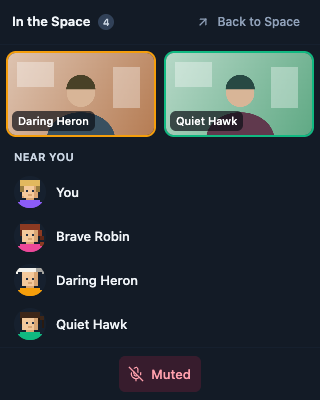 In the Space 4 Back to Space
Daring Heron Quiet Hawk
NEAR YOU
You
Brave Robin
Daring Heron
Quiet Hawk
Muted